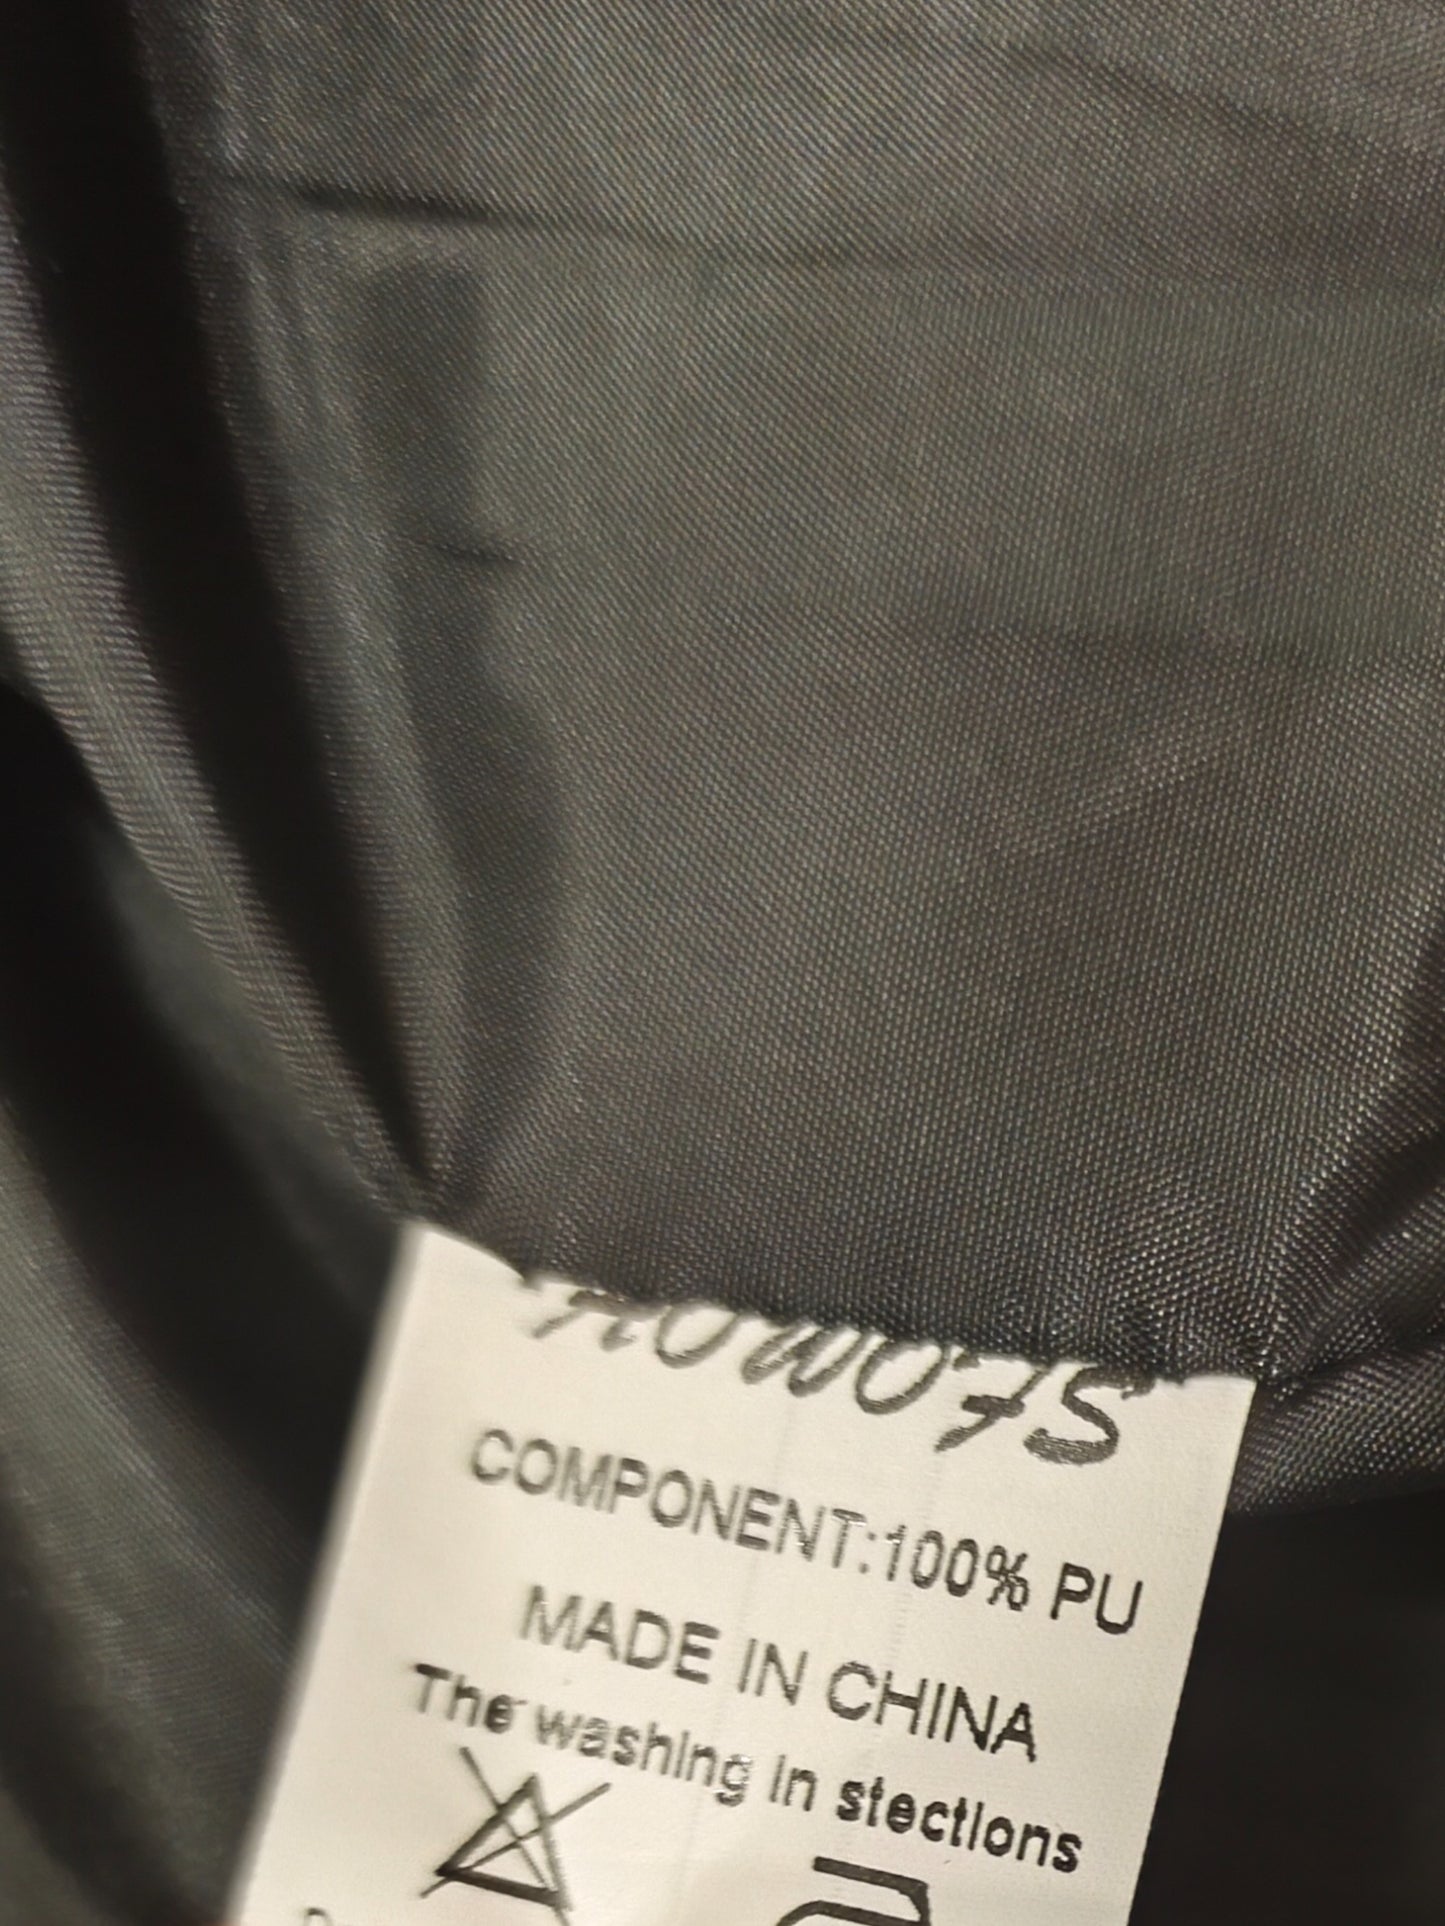 COMPONENT:100% PU
MADE IN CHINA
The washing in stections